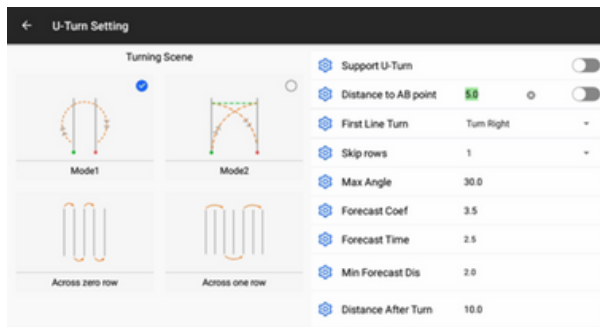 U-Turn Setting
Turning Scene
Mode1
Mode2
Across zero row
Across one row
Support U-Turn
Distance to AB point 5.0
First Line Turn Turn Right
Skip rows 1
Max Angle 30.0
Forecast Coef 3.5
Forecast Time 2.5
Min Forecast Dis 2.0
Distance After Turn 10.0